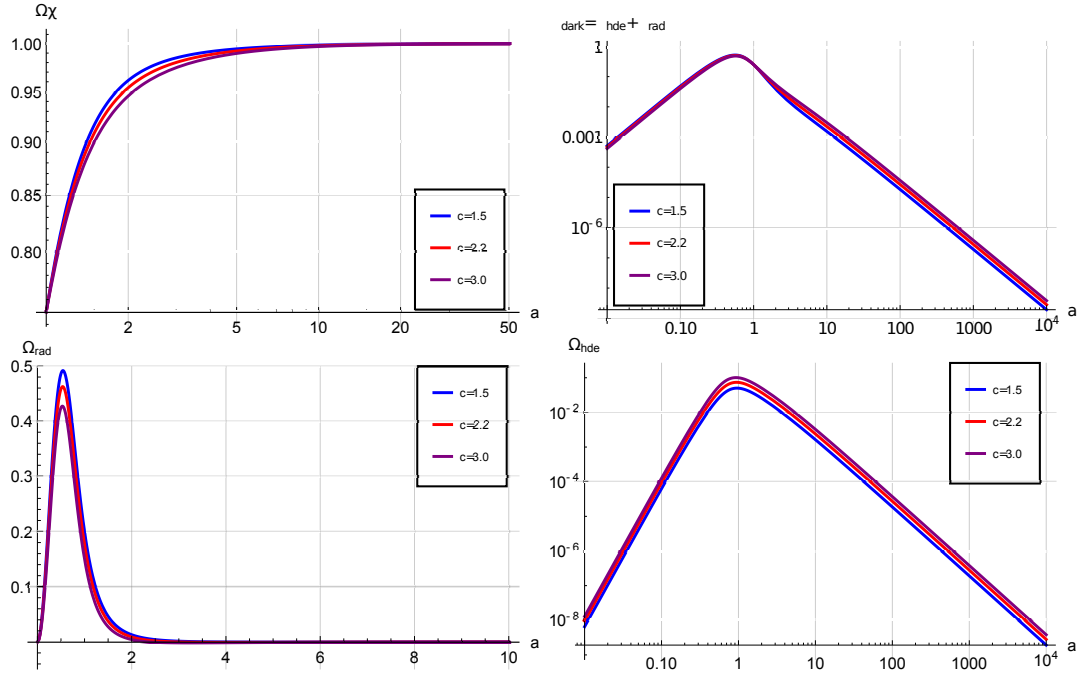 Ωχ
1.00
0.95
0.90
0.85
0.80
2
5
10
20
50
a
c=1.5
c=2.2
c=3.0
dark= hde+ rad
1
0.001
10⁻⁶
0.10
1
10
100
1000
10⁴
a
c=1.5
c=2.2
c=3.0
Ωrad
0.5
0.4
0.3
0.2
0.1
2
4
6
8
10
a
c=1.5
c=2.2
c=3.0
Ωhde
10⁻²
10⁻⁴
10⁻⁶
10⁻⁸
0.10
1
10
100
1000
10⁴
a
c=1.5
c=2.2
c=3.0